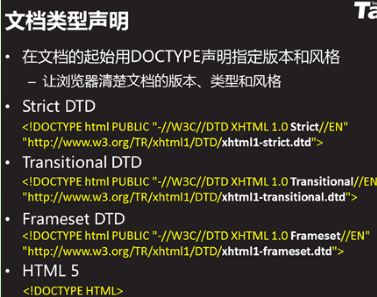 文档类型声明
Ta
• 在文档的起始用DOCTYPE声明指定版本和风格
– 让浏览器清楚文档的版本、类型和风格
• Strict DTD
<!DOCTYPE html PUBLIC "-//W3C//DTD XHTML 1.0 Strict//EN"
"http://www.w3.org/TR/xhtml1/DTD/xhtml1-strict.dtd">
• Transitional DTD
<!DOCTYPE html PUBLIC "-//W3C//DTD XHTML 1.0 Transitional//EN
"http://www.w3.org/TR/xhtml1/DTD/xhtml1-transitional.dtd">
• Frameset DTD
<!DOCTYPE html PUBLIC "-//W3C//DTD XHTML 1.0 Frameset//EN"
"http://www.w3.org/TR/xhtml1/DTD/xhtml1-frameset.dtd">
• HTML 5
<!DOCTYPE HTML>